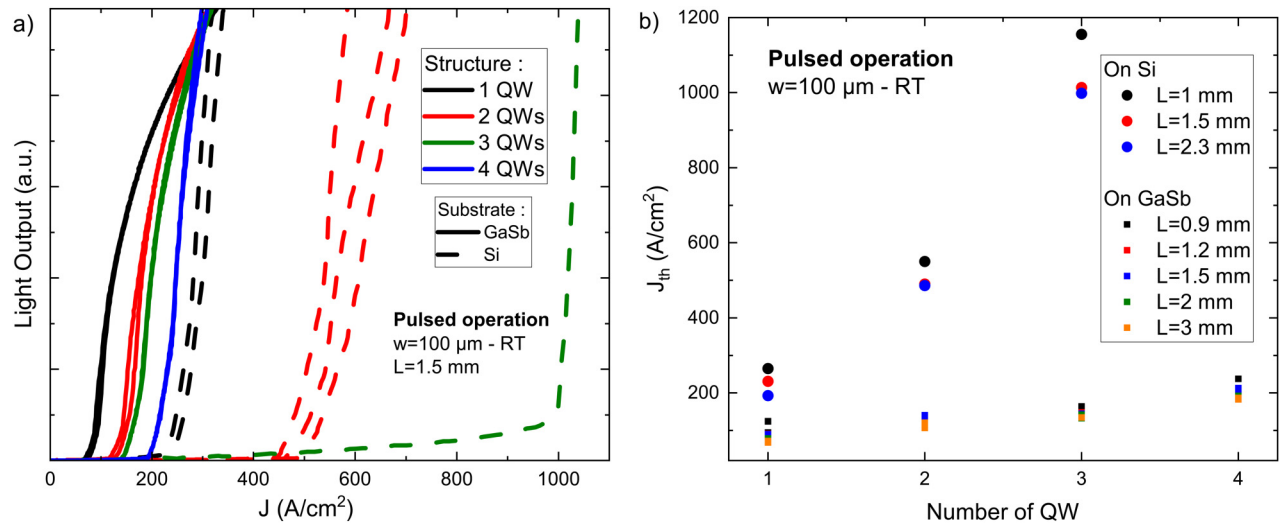 a)
Light Output (a.u.)
Structure :
1 QW
2 QWs
3 QWs
4 QWs
Substrate :
GaSb
Si
Pulsed operation
w=100 µm - RT
L=1.5 mm
0
200
400
600
800
1000
J (A/cm²)
b)
J_th (A/cm²)
1200
1000
800
600
400
200
Pulsed operation
w=100 µm - RT
On Si
L=1 mm
L=1.5 mm
L=2.3 mm
On GaSb
L=0.9 mm
L=1.2 mm
L=1.5 mm
L=2 mm
L=3 mm
1
2
3
4
Number of QW